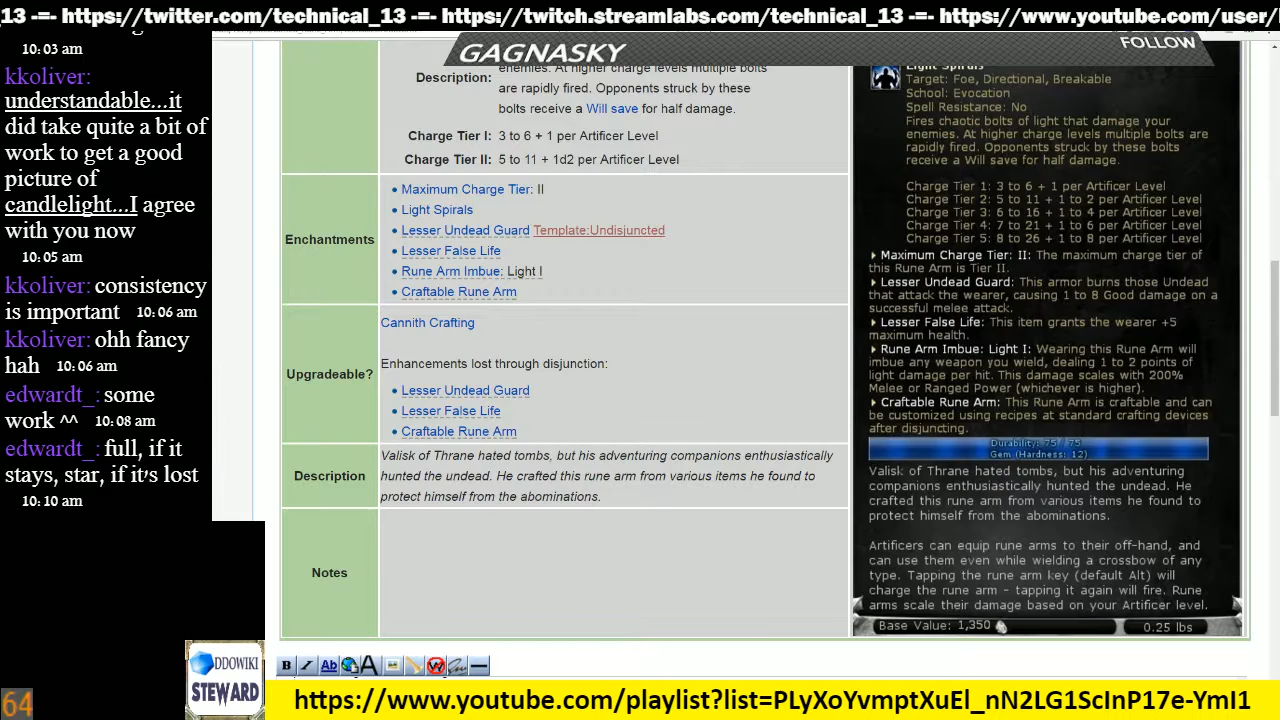 13 -=- https://twitter.com/technical_13 -=- https://twitch.streamlabs.com/technical_13 -=- https://www.youtube.com/user/
GAGNASKY
FOLLOW
10:03 am
kkoliver:
understandable...it
did take quite a bit of
work to get a good
picture of
candlelight...I agree
with you now
10:05 am
kkoliver: consistency
is important 10:06 am
kkoliver: ohh fancy
hah 10:06 am
edwardt_: some
work ^^ 10:08 am
edwardt_: full, if it
stays, star, if it's lost
10:10 am
64
Description:
enemies. At higher charge levels multiple bolts
are rapidly fired. Opponents struck by these
bolts receive a Will save for half damage.
Charge Tier I: 3 to 6 + 1 per Artificer Level
Charge Tier II: 5 to 11 + 1d2 per Artificer Level
Enchantments
• Maximum Charge Tier: II
• Light Spirals
• Lesser Undead Guard Template:Undisjuncted
• Lesser False Life
• Rune Arm Imbue: Light I
• Craftable Rune Arm
Upgradeable?
Cannith Crafting
Enhancements lost through disjunction:
• Lesser Undead Guard
• Lesser False Life
• Craftable Rune Arm
Description
Valisk of Thrane hated tombs, but his adventuring companions enthusiastically
hunted the undead. He crafted this rune arm from various items he found to
protect himself from the abominations.
Notes
Light Spirals
Target: Foe, Directional, Breakable
School: Evocation
Spell Resistance: No
Fires chaotic bolts of light that damage your
enemies. At higher charge levels multiple bolts are
rapidly fired. Opponents struck by these bolts
receive a Will save for half damage.
Charge Tier 1: 3 to 6 + 1 per Artificer Level
Charge Tier 2: 5 to 11 + 1 to 2 per Artificer Level
Charge Tier 3: 6 to 16 + 1 to 4 per Artificer Level
Charge Tier 4: 7 to 21 + 1 to 6 per Artificer Level
Charge Tier 5: 8 to 26 + 1 to 8 per Artificer Level
Maximum Charge Tier: II: The maximum charge tier of
this Rune Arm is Tier II.
Lesser Undead Guard: This armor burns those Undead
that attack the wearer, causing 1 to 8 Good damage on a
successful melee attack.
Lesser False Life: This item grants the wearer +5
maximum health.
Rune Arm Imbue: Light I: Wearing this Rune Arm will
imbue any weapon you wield, dealing 1 to 2 points of
light damage per hit. This damage scales with 200%
Melee or Ranged Power (whichever is higher).
Craftable Rune Arm: This Rune Arm is craftable and can
be customized using recipes at standard crafting devices
after disjuncting.
Durability: 75 / 75
Gem (Hardness: 12)
Valisk of Thrane hated tombs, but his adventuring
companions enthusiastically hunted the undead. He
crafted this rune arm from various items he found to
protect himself from the abominations.
Artificers can equip rune arms to their off-hand, and
can use them even while wielding a crossbow of any
type. Tapping the rune arm key (default Alt) will
charge the rune arm - tapping it again will fire. Rune
arms scale their damage based on your Artificer level.
Base Value: 1,350
0.25 lbs
DDOWIKI
STEWARD
B I Ab A W
https://www.youtube.com/playlist?list=PLyXoYvmptXuEl_nN2LG1ScInP17e-YmI1